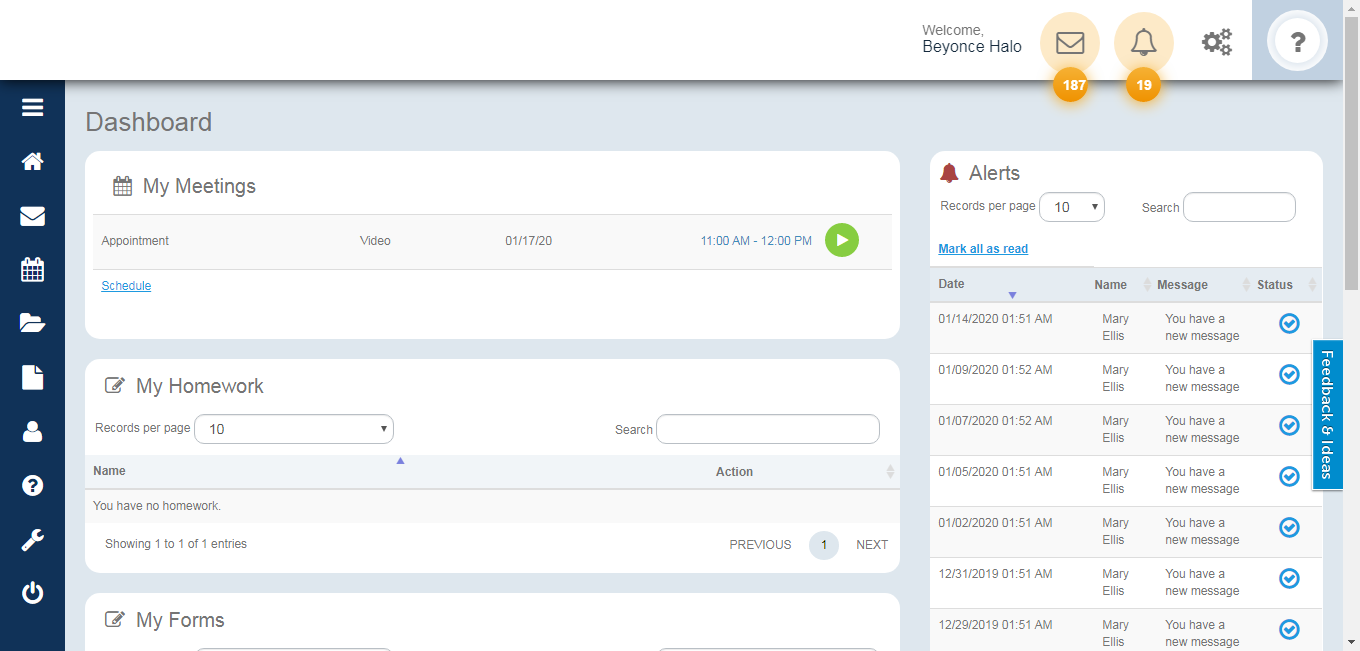 Welcome,
Beyonce Halo
?
187
19
Dashboard
My Meetings
Appointment Video 01/17/20 11:00 AM - 12:00 PM
Schedule
My Homework
Records per page 10 Search
Name Action
You have no homework.
Showing 1 to 1 of 1 entries PREVIOUS 1 NEXT
My Forms
Alerts
Records per page 10 Search
Mark all as read
Date Name Message Status
01/14/2020 01:51 AM Mary Ellis You have a new message
01/09/2020 01:52 AM Mary Ellis You have a new message
01/07/2020 01:52 AM Mary Ellis You have a new message
01/05/2020 01:51 AM Mary Ellis You have a new message
01/02/2020 01:51 AM Mary Ellis You have a new message
12/31/2019 01:51 AM Mary Ellis You have a new message
12/29/2019 01:51 AM Mary Ellis You have a new message
Feedback & Ideas